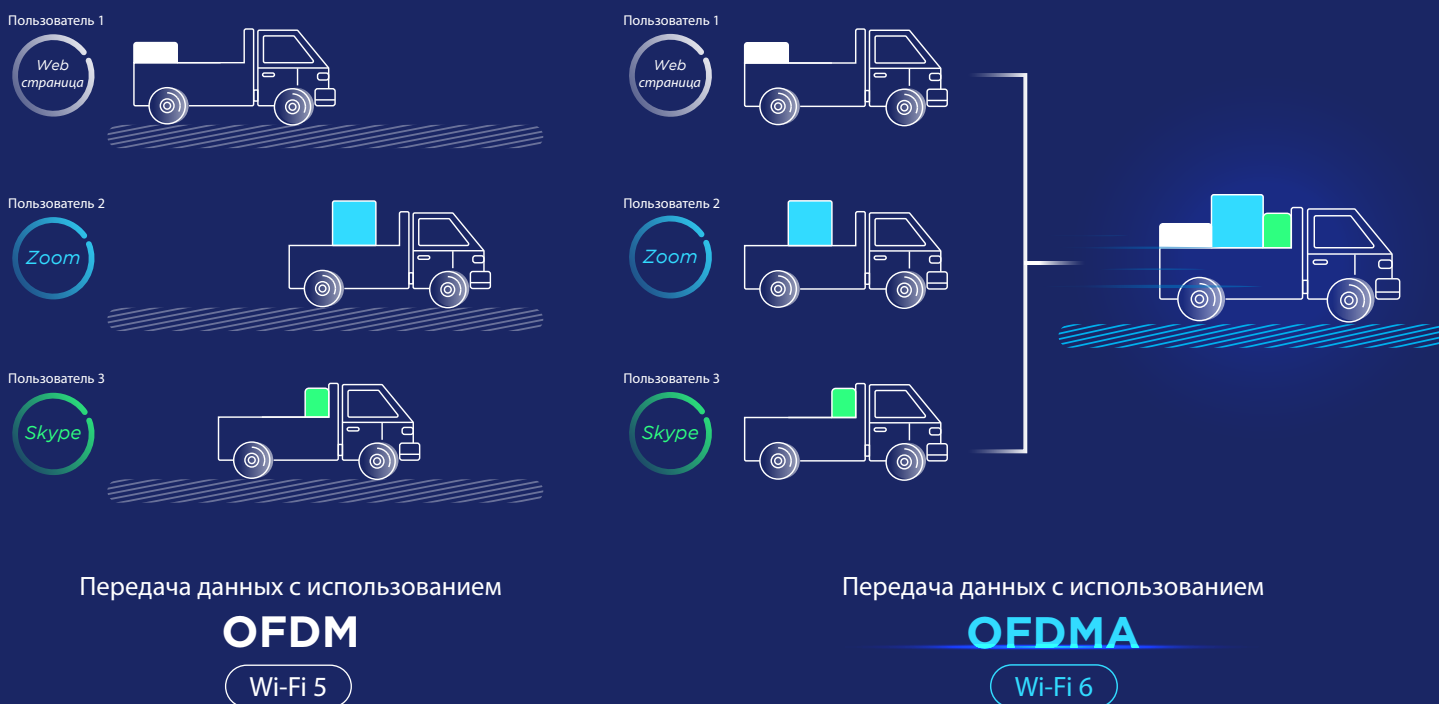 Пользователь 1
Web
страница
Пользователь 2
Zoom
Пользователь 3
Skype
Передача данных с использованием
OFDM
Wi-Fi 5
Пользователь 1
Web
страница
Пользователь 2
Zoom
Пользователь 3
Skype
Передача данных с использованием
OFDMA
Wi-Fi 6